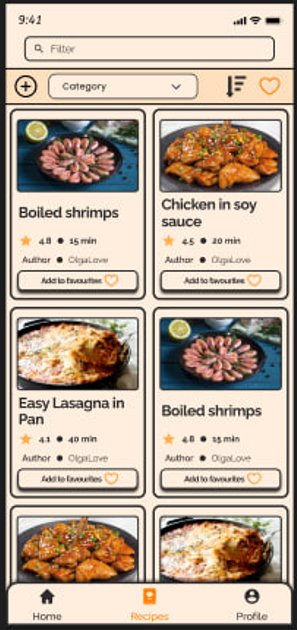 9:41
Filter
Category
Boiled shrimps
4.8 ● 15 min
Author ● OlgaLove
Add to favourites
Chicken in soy
sauce
4.5 ● 20 min
Author ● OlgaLove
Add to favourites
Easy Lasagna in
Pan
4.1 ● 40 min
Author ● OlgaLove
Add to favourites
Boiled shrimps
4.8 ● 15 min
Author ● OlgaLove
Add to favourites
Home
Recipes
Profile